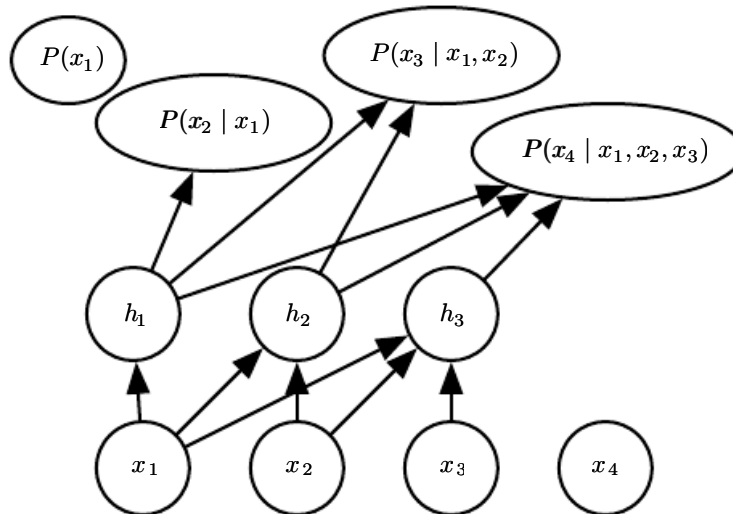 P(x₁)
P(x₃ | x₁, x₂)
P(x₂ | x₁)
P(x₄ | x₁, x₂, x₃)
h₁
h₂
h₃
x₁
x₂
x₃
x₄